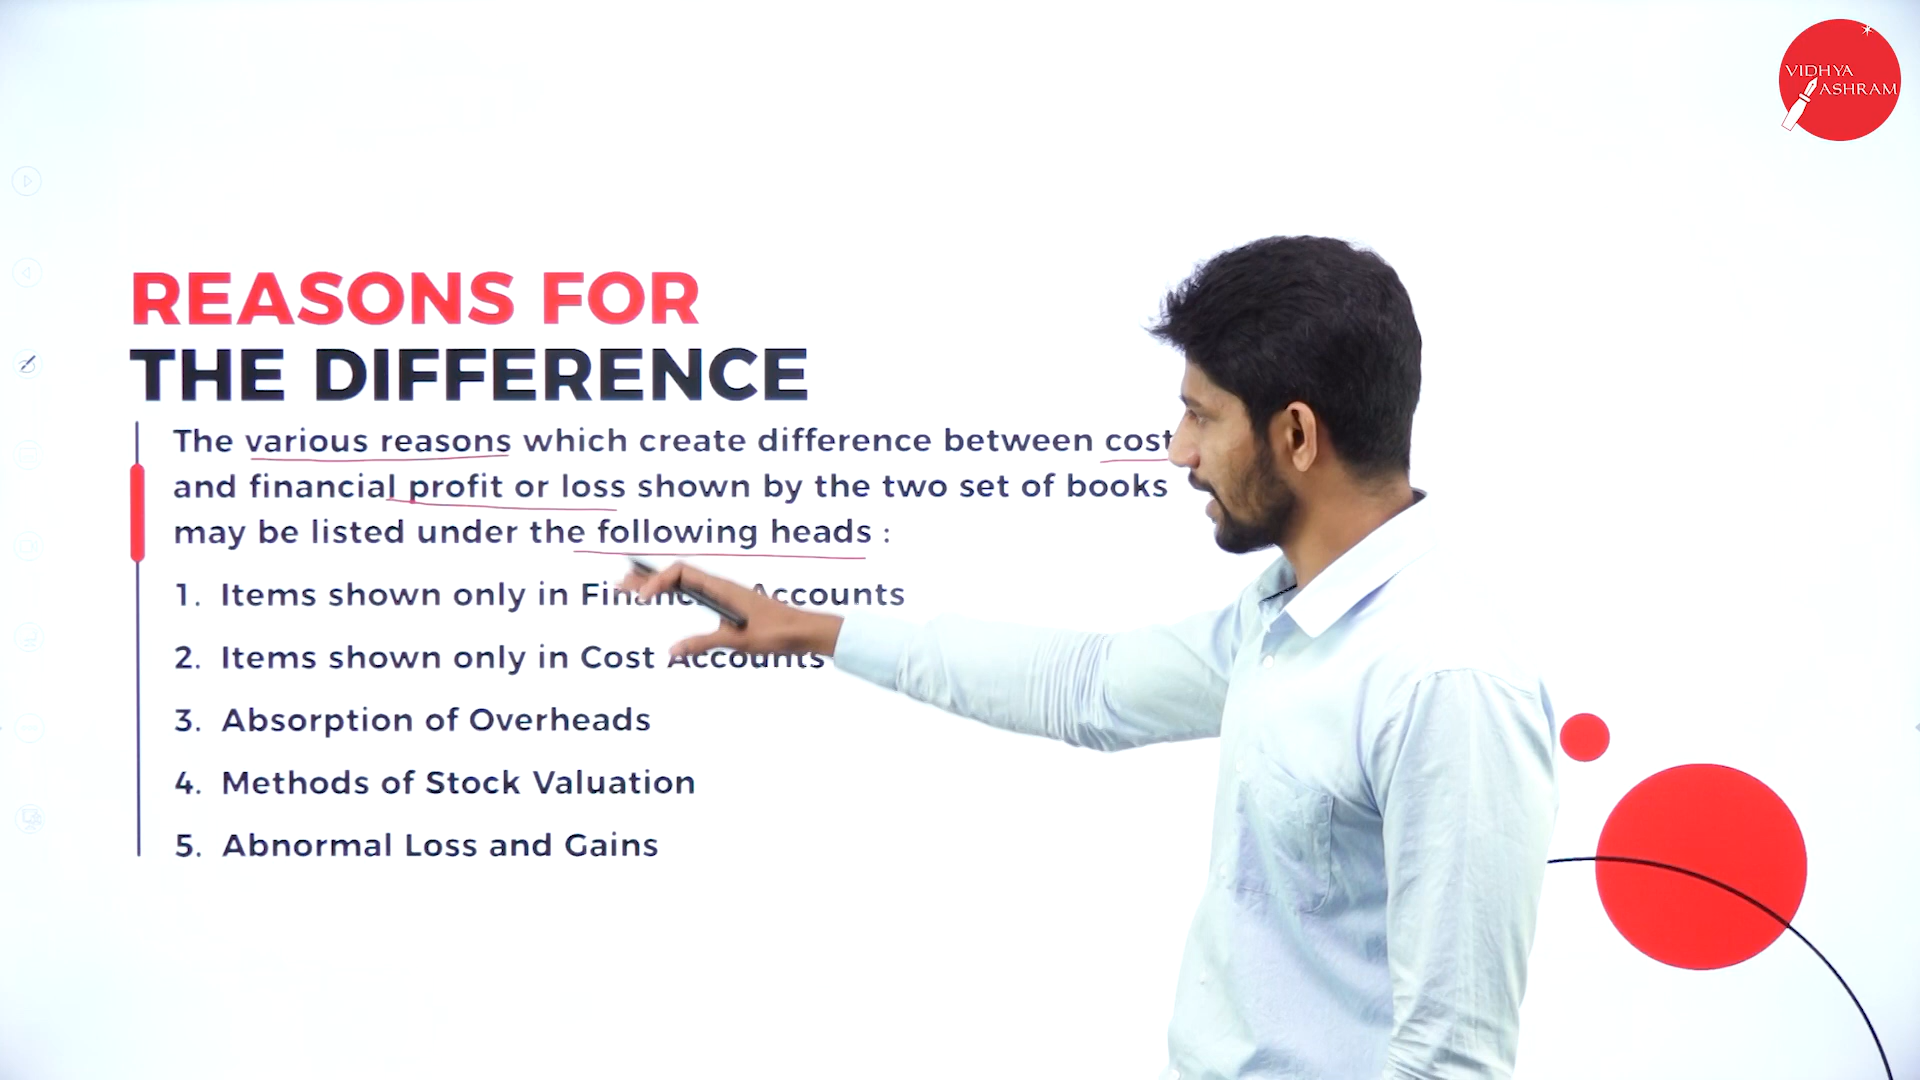 VIDHYA
ASHRAM
REASONS FOR
THE DIFFERENCE
The various reasons which create difference between cost
and financial profit or loss shown by the two set of books
may be listed under the following heads :
1. Items shown only in Financial Accounts
2. Items shown only in Cost Accounts
3. Absorption of Overheads
4. Methods of Stock Valuation
5. Abnormal Loss and Gains